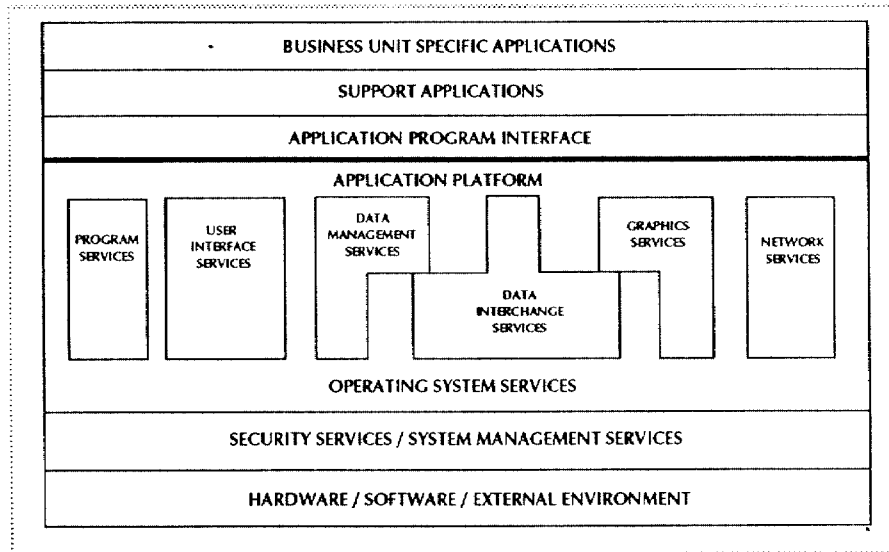 BUSINESS UNIT SPECIFIC APPLICATIONS
SUPPORT APPLICATIONS
APPLICATION PROGRAM INTERFACE
APPLICATION PLATFORM
PROGRAM
SERVICES
USER
INTERFACE
SERVICES
DATA
MANAGEMENT
SERVICES
DATA
INTERCHANGE
SERVICES
GRAPHICS
SERVICES
NETWORK
SERVICES
OPERATING SYSTEM SERVICES
SECURITY SERVICES / SYSTEM MANAGEMENT SERVICES
HARDWARE / SOFTWARE / EXTERNAL ENVIRONMENT